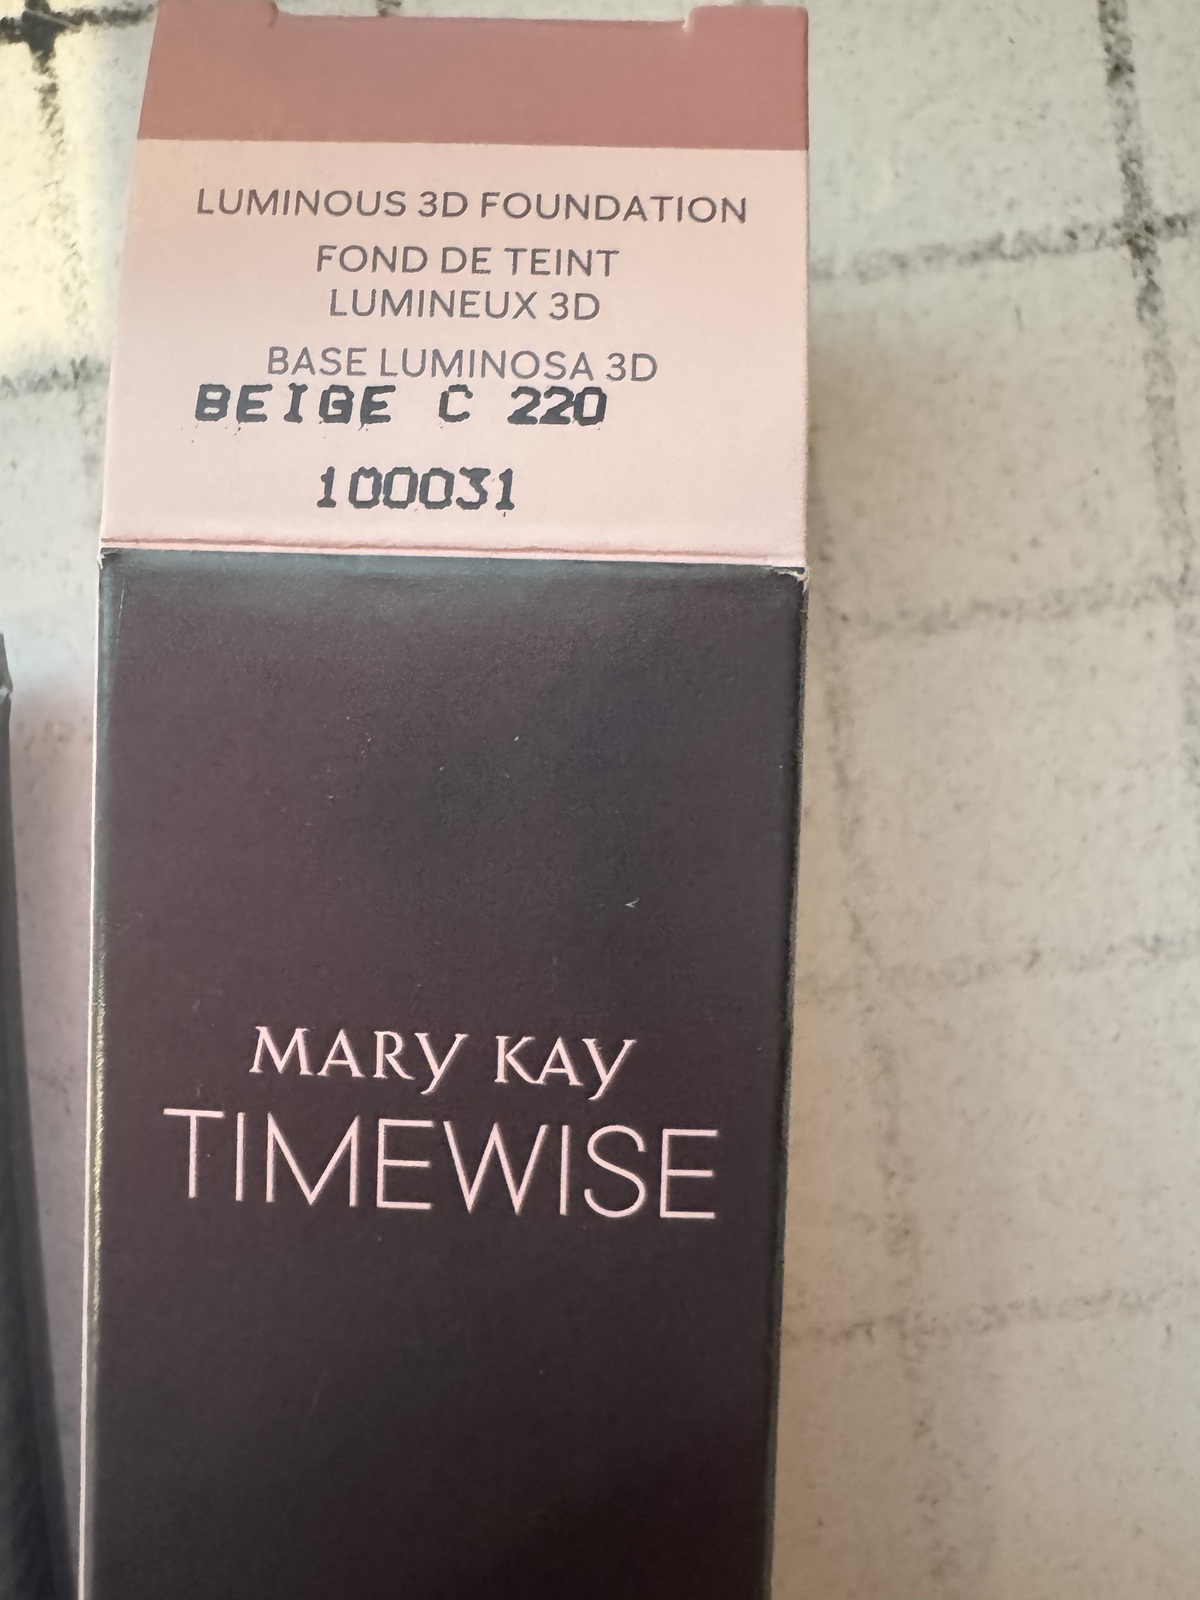 LUMINOUS 3D FOUNDATION
FOND DE TEINT
LUMINEUX 3D
BASE LUMINOSA 3D
BEIGE C 220
100031
MARY KAY
TIMEWISE